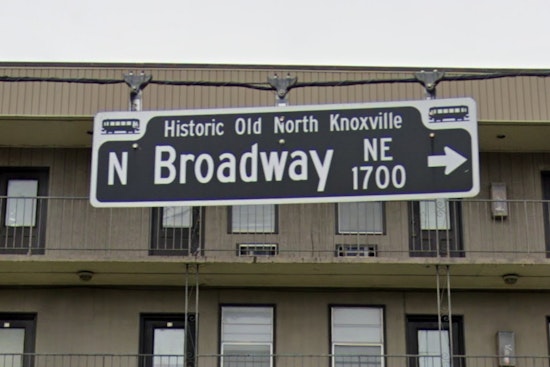 Historic Old North Knoxville
N Broadway NE
1700